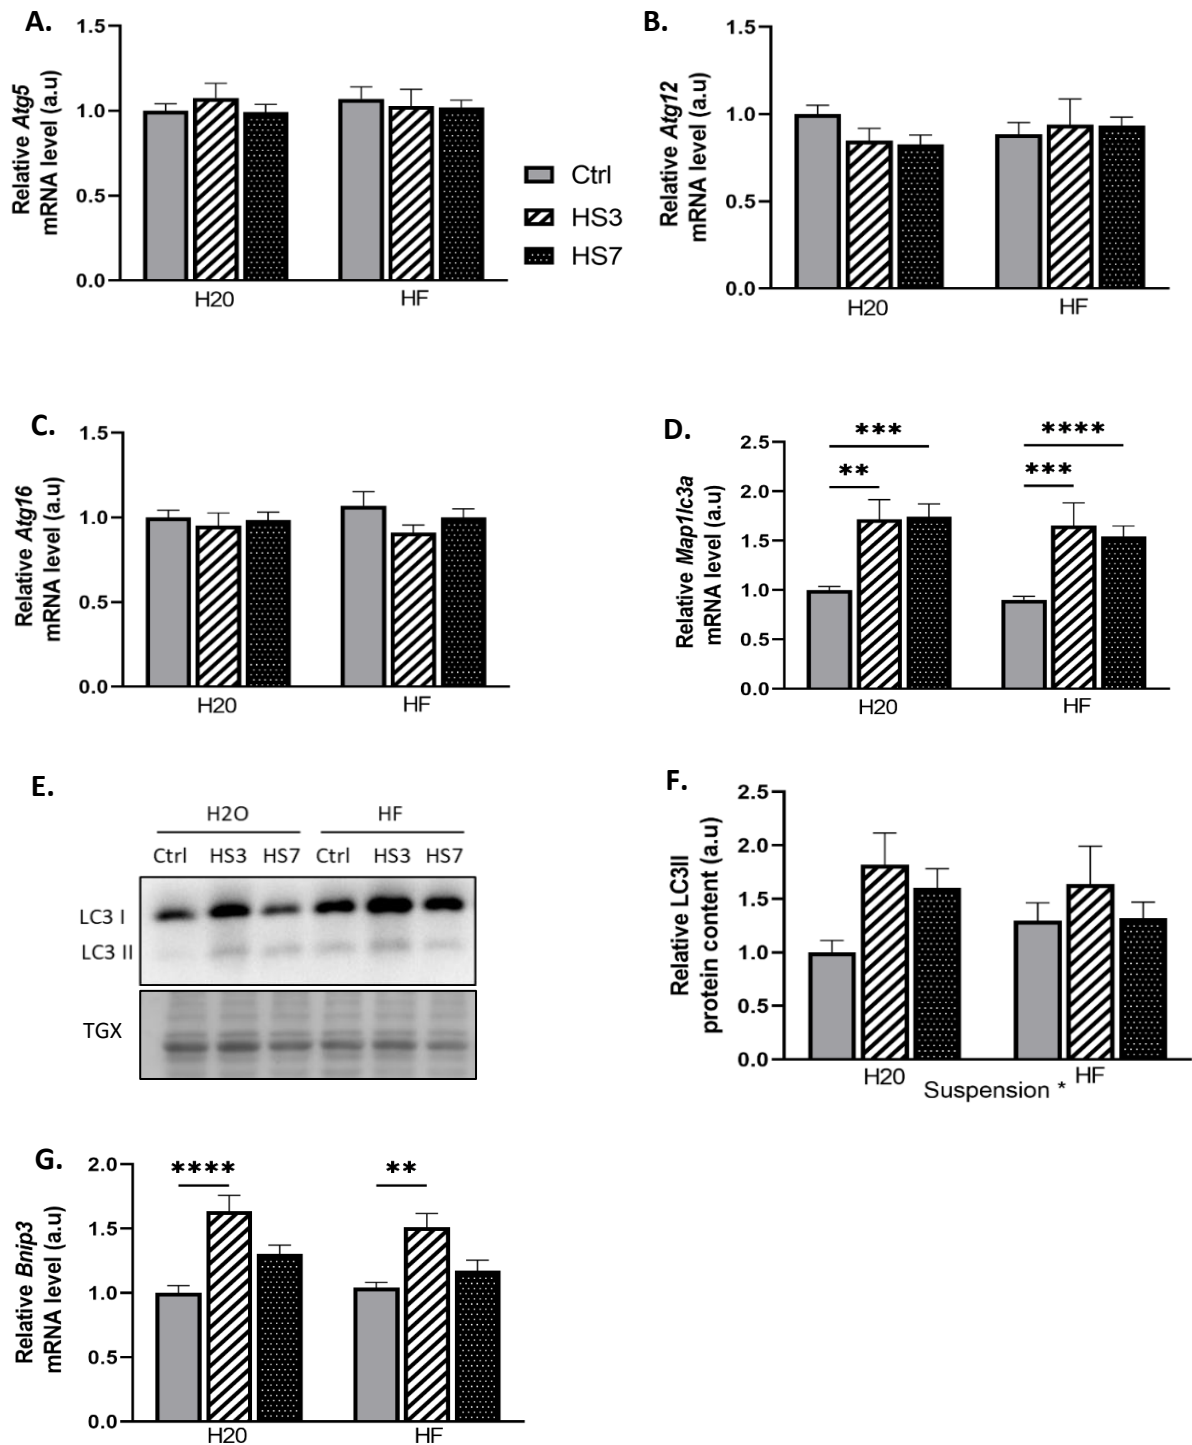 A.
Relative Atg5
mRNA level (a.u)
1.5
1.0
0.5
0.0
H20
HF
Ctrl
HS3
HS7
B.
Relative Atg12
mRNA level (a.u)
1.5
1.0
0.5
0.0
H20
HF
C.
Relative Atg16
mRNA level (a.u)
1.5
1.0
0.5
0.0
H20
HF
D.
Relative Map1lc3a
mRNA level (a.u)
2.5
2.0
1.5
1.0
0.5
0.0
***
**
****
***
H20
HF
E.
H2O HF
Ctrl HS3 HS7 Ctrl HS3 HS7
LC3 I
LC3 II
TGX
F.
Relative LC3II
protein content (a.u)
2.5
2.0
1.5
1.0
0.5
0.0
H20
HF
Suspension *
G.
Relative Bnip3
mRNA level (a.u)
2.0
1.5
1.0
0.5
0.0
****
**
H20
HF